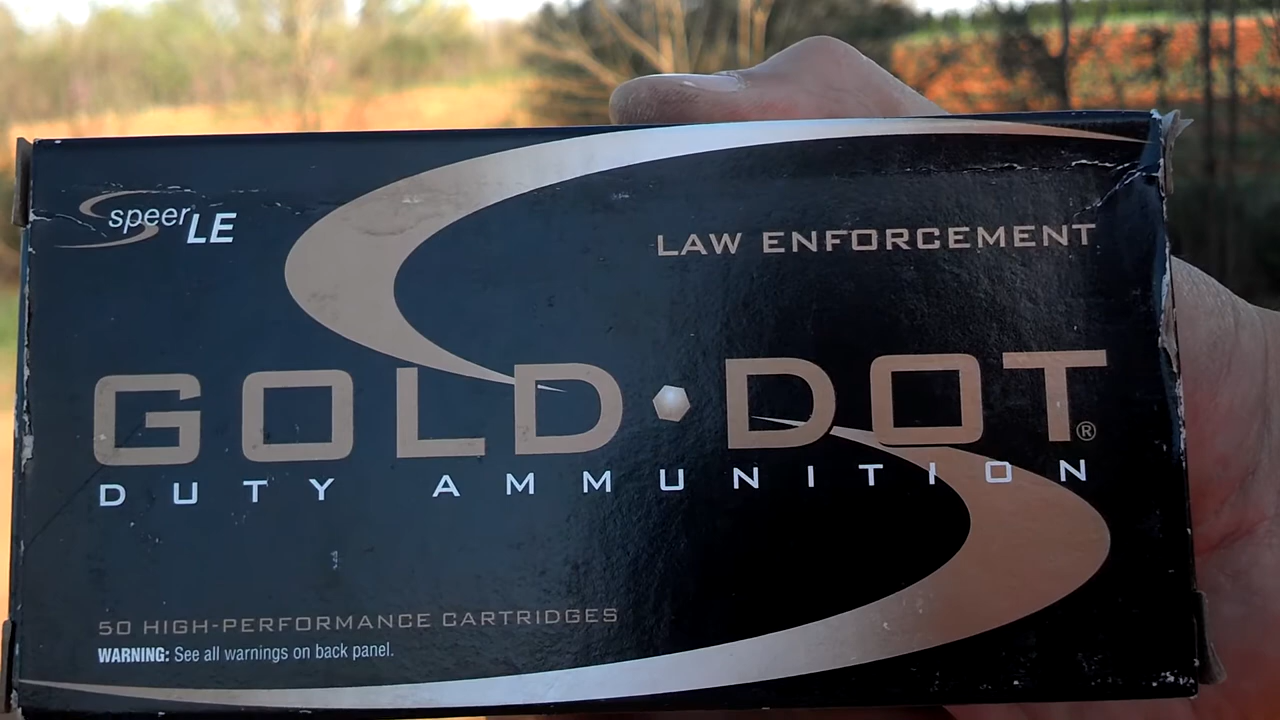 speer LE
LAW ENFORCEMENT
GOLD DOT®
DUTY AMMUNITION
50 HIGH-PERFORMANCE CARTRIDGES
WARNING: See all warnings on back panel.